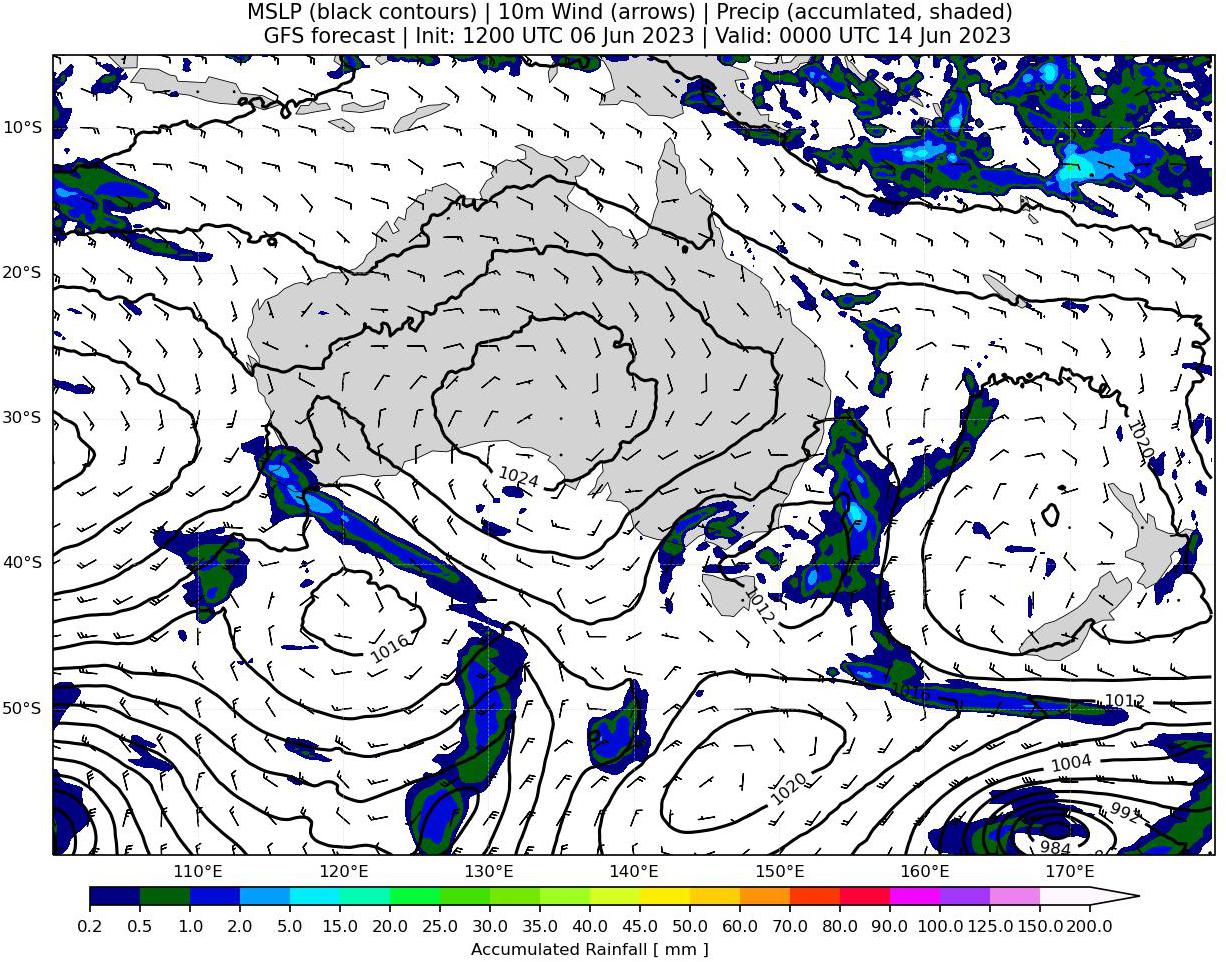 MSLP (black contours) | 10m Wind (arrows) | Precip (accumlated, shaded)
GFS forecast | Init: 1200 UTC 06 Jun 2023 | Valid: 0000 UTC 14 Jun 2023
10°S
20°S
30°S
1020
1024
40°S
1012
1016
50°S
1016
1012
1004
1020
984
110°E 120°E 130°E 140°E 150°E 160°E 170°E
0.2 0.5 1.0 2.0 5.0 10.0 15.0 20.0 25.0 30.0 35.0 40.0 45.0 50.0 60.0 70.0 80.0 90.0 100.0 125.0 150.0 200.0
Accumulated Rainfall [ mm ]